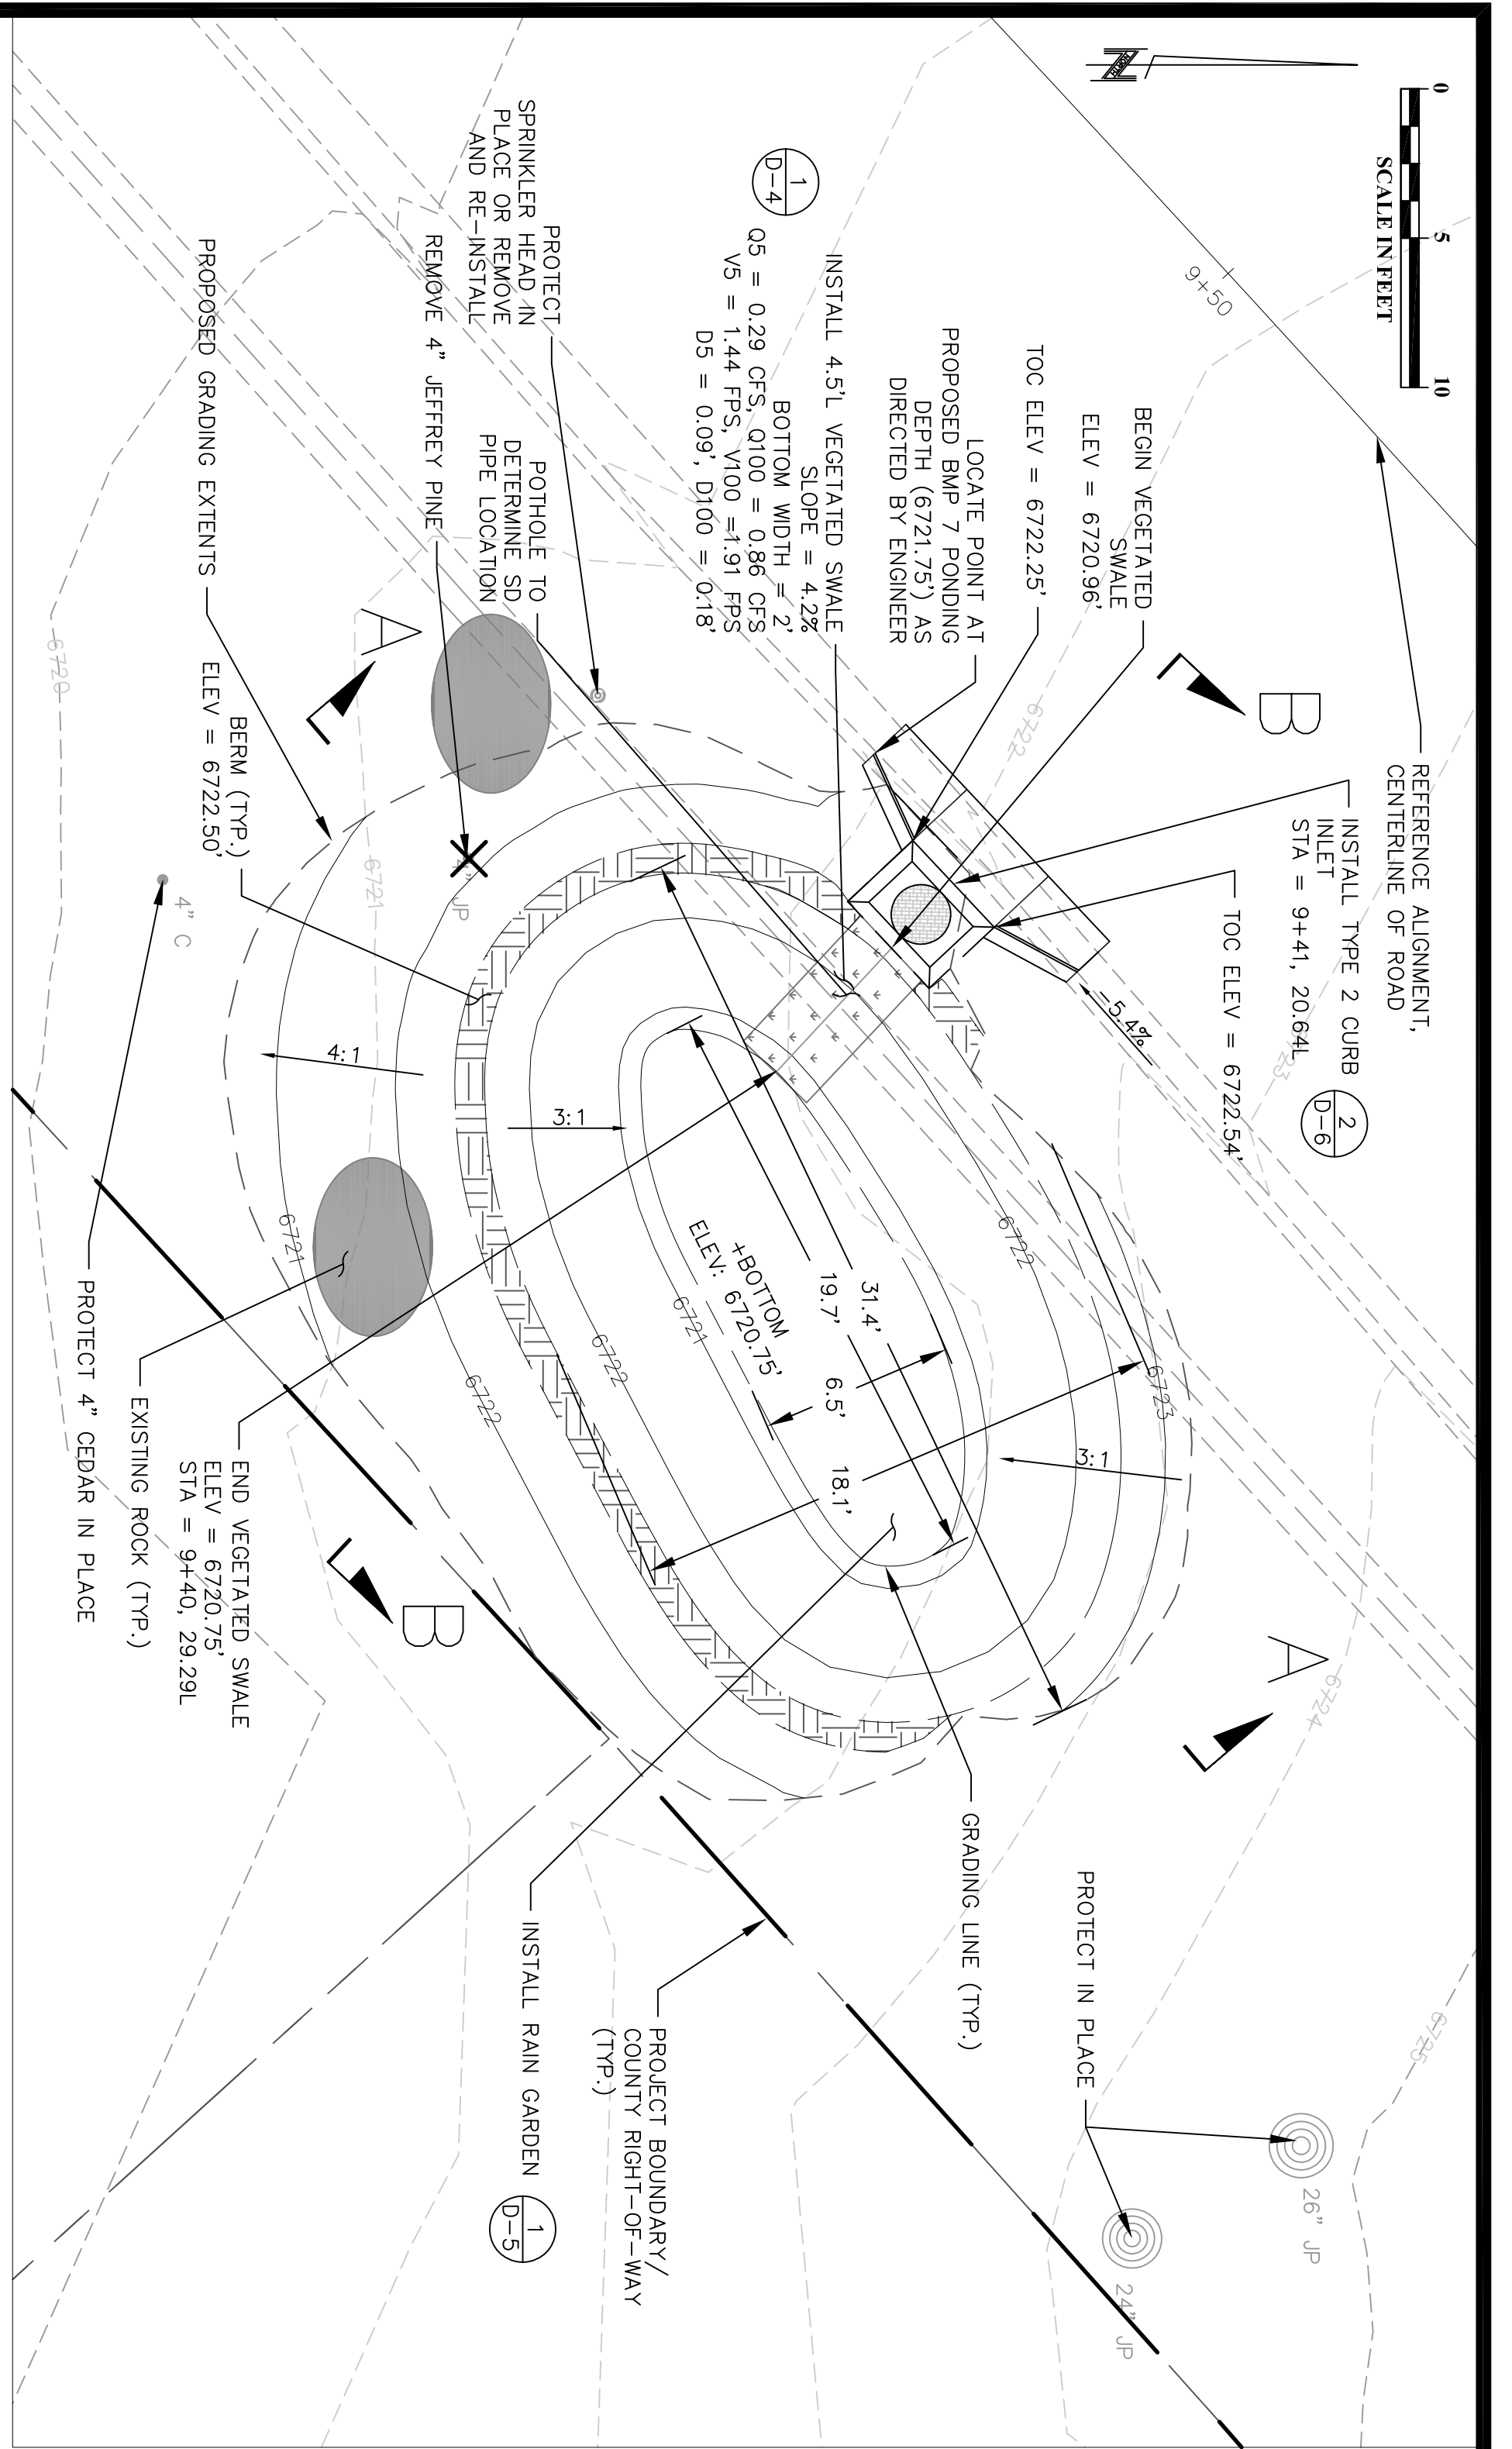 0
5
10
SCALE IN FEET
NORTH
9+50
REFERENCE ALIGNMENT,
CENTERLINE OF ROAD
INSTALL TYPE 2 CURB
INLET
STA = 9+41, 20.64L
2
D-6
TOC ELEV = 6722.54'
-5.4%
B
BEGIN VEGETATED
SWALE
ELEV = 6720.96'
TOC ELEV = 6722.25'
LOCATE POINT AT
PROPOSED BMP 7 PONDING
DEPTH (6721.75') AS
DIRECTED BY ENGINEER
1
D-4
INSTALL 4.5'L VEGETATED SWALE
SLOPE = 4.2%
BOTTOM WIDTH = 2'
Q5 = 0.29 CFS, Q100 = 0.86 CFS
V5 = 1.44 FPS, V100 =1.91 FPS
D5 = 0.09', D100 = 0.18'
PROTECT
SPRINKLER HEAD IN
PLACE OR REMOVE
AND RE-INSTALL
POTHOLE TO
DETERMINE SD
PIPE LOCATION
REMOVE 4" JEFFREY PINE
PROPOSED GRADING EXTENTS
A
BERM (TYP.)
ELEV = 6722.50'
6720
6721
6722
6723
4" JP
4" C
4:1
3:1
3:1
6721
6722
6722
6721
6722
6723
+BOTTOM
ELEV: 6720.75'
31.4'
19.7'
6.5'
18.1'
A
6724
6725
B
END VEGETATED SWALE
ELEV = 6720.75'
STA = 9+40, 29.29L
EXISTING ROCK (TYP.)
PROTECT 4" CEDAR IN PLACE
GRADING LINE (TYP.)
PROTECT IN PLACE
26" JP
24" JP
PROJECT BOUNDARY/
COUNTY RIGHT-OF-WAY
(TYP.)
INSTALL RAIN GARDEN
1
D-5